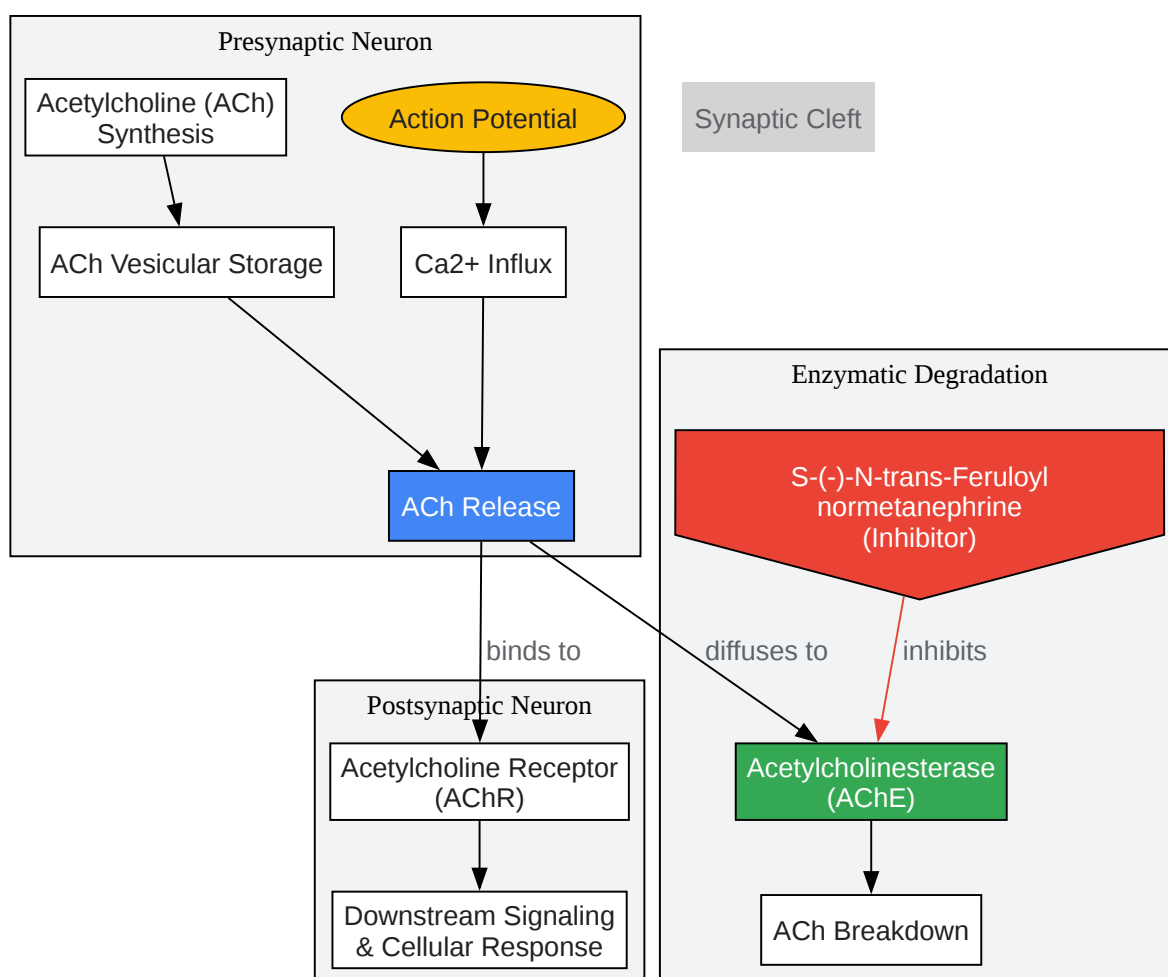 Presynaptic Neuron
Acetylcholine (ACh)
Synthesis
Action Potential
Synaptic Cleft
ACh Vesicular Storage
Ca2+ Influx
ACh Release
Enzymatic Degradation
S-(-)-N-trans-Feruloyl
normetanephrine
(Inhibitor)
binds to
diffuses to
inhibits
Postsynaptic Neuron
Acetylcholine Receptor
(AChR)
Acetylcholinesterase
(AChE)
Downstream Signaling
& Cellular Response
ACh Breakdown